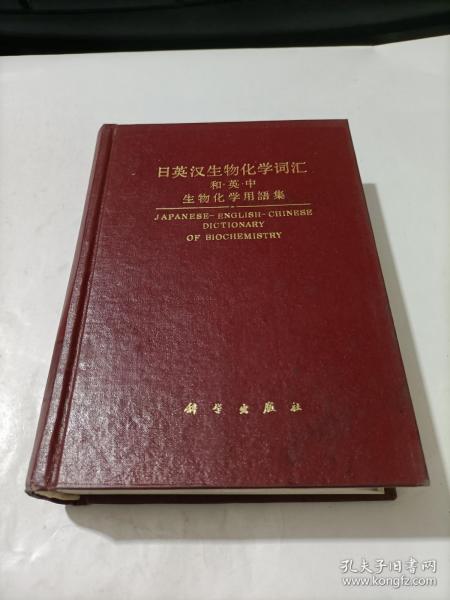 日英汉生物化学词汇
和·英·中
生物化学用語集
JAPANESE-ENGLISH-CHINESE
DICTIONARY
OF BIOCHEMISTRY
科学出版社
孔夫子旧书网
www.kongfz.com